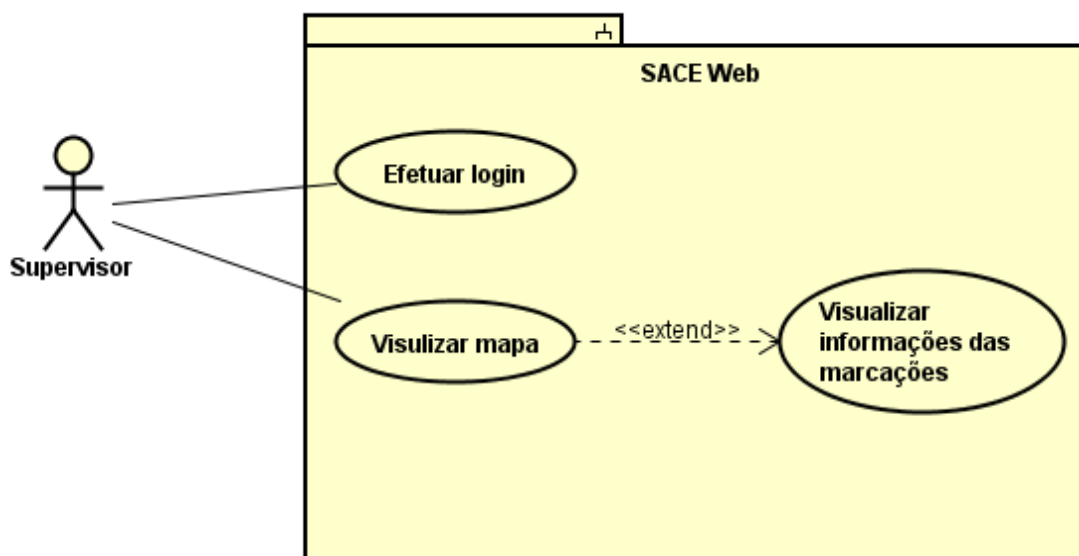 SACE Web
Efetuar login
Supervisor
Visulizar mapa
<<extend>>
Visualizar
informações das
marcações